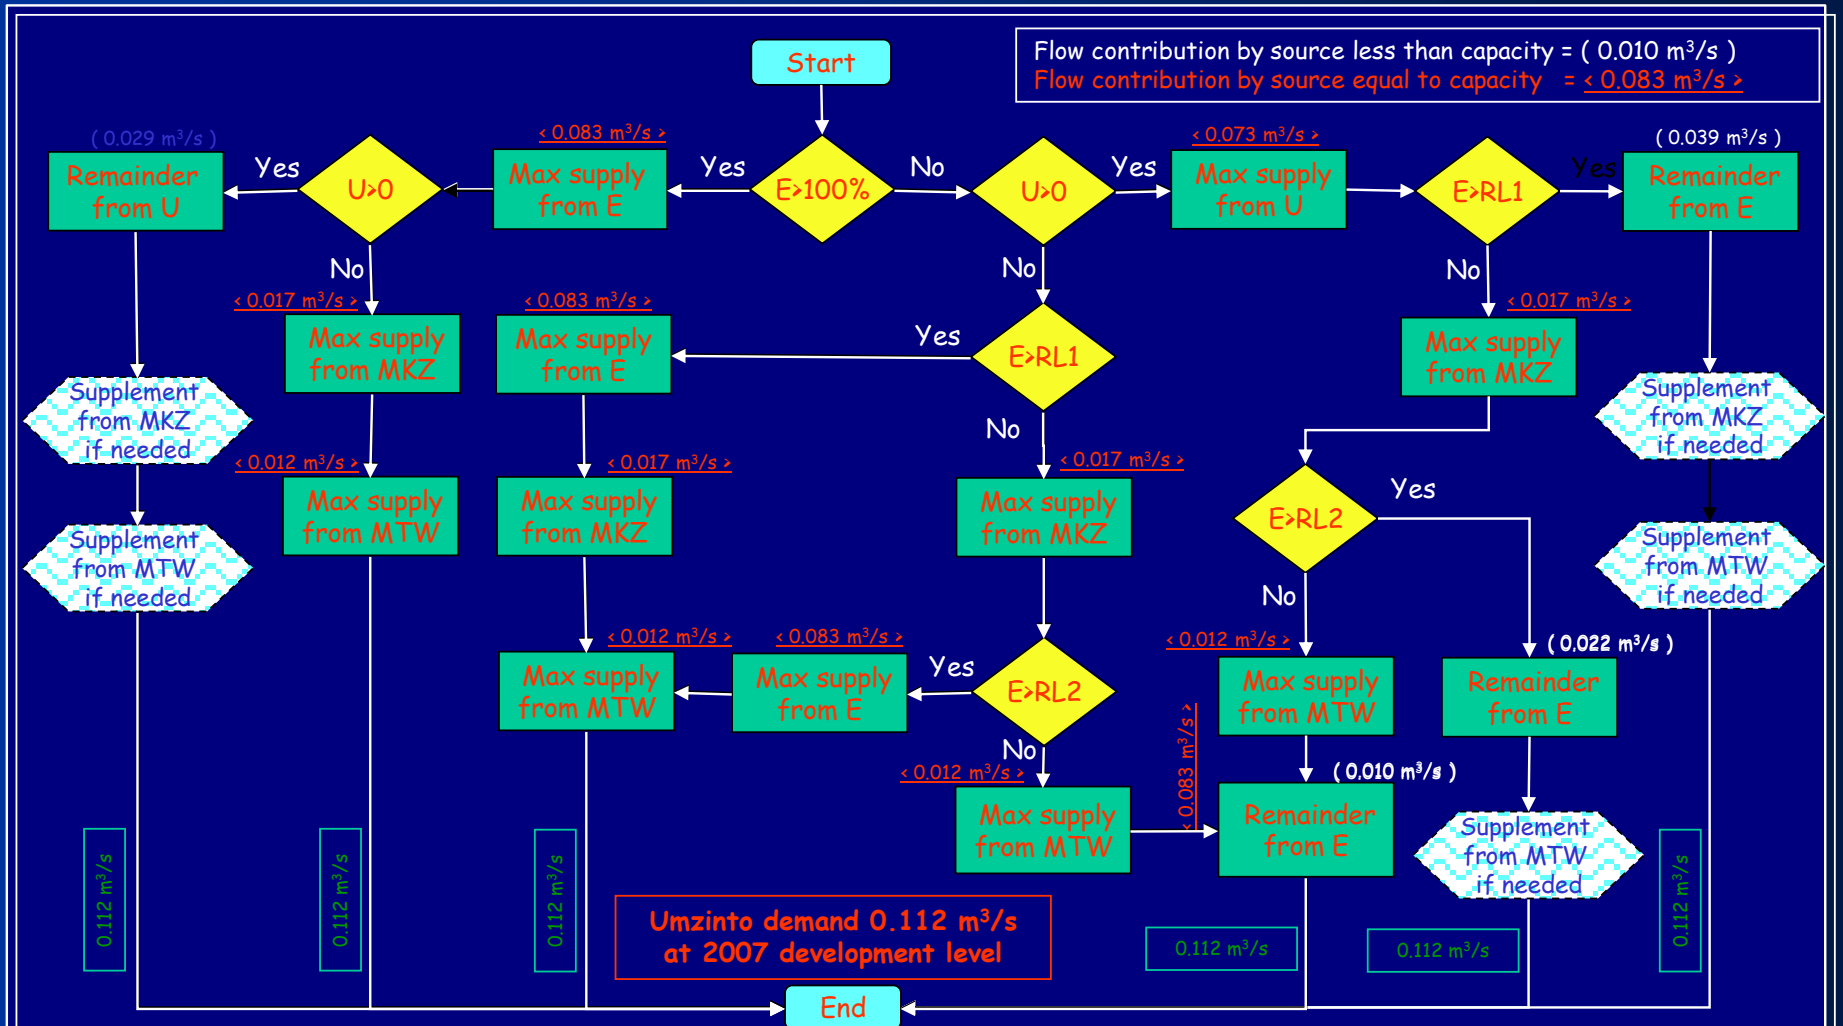 Start
Flow contribution by source less than capacity = ( 0.010 m³/s )
Flow contribution by source equal to capacity = < 0.083 m³/s >
( 0.029 m³/s )
Remainder
from U
Yes
U>0
< 0.083 m³/s >
Max supply
from E
Yes
E>100%
No
U>0
Yes
< 0.073 m³/s >
Max supply
from U
E>RL1
Yes
( 0.039 m³/s )
Remainder
from E
No
< 0.017 m³/s >
Max supply
from MKZ
< 0.083 m³/s >
Max supply
from E
Yes
No
E>RL1
No
< 0.017 m³/s >
Max supply
from MKZ
Supplement
from MKZ
if needed
< 0.012 m³/s >
Max supply
from MTW
< 0.017 m³/s >
Max supply
from MKZ
No
< 0.017 m³/s >
Max supply
from MKZ
E>RL2
Yes
Supplement
from MKZ
if needed
Supplement
from MTW
if needed
Supplement
from MTW
if needed
No
< 0.012 m³/s >
Max supply
from MTW
< 0.083 m³/s >
Max supply
from E
Yes
E>RL2
No
< 0.012 m³/s >
Max supply
from MTW
( 0.022 m³/s )
Remainder
from E
< 0.012 m³/s >
Max supply
from MTW
< 0.083 m³/s >
( 0.010 m³/s )
Remainder
from E
Supplement
from MTW
if needed
0.112 m³/s
0.112 m³/s
0.112 m³/s
Umzinto demand 0.112 m³/s
at 2007 development level
0.112 m³/s
0.112 m³/s
0.112 m³/s
End